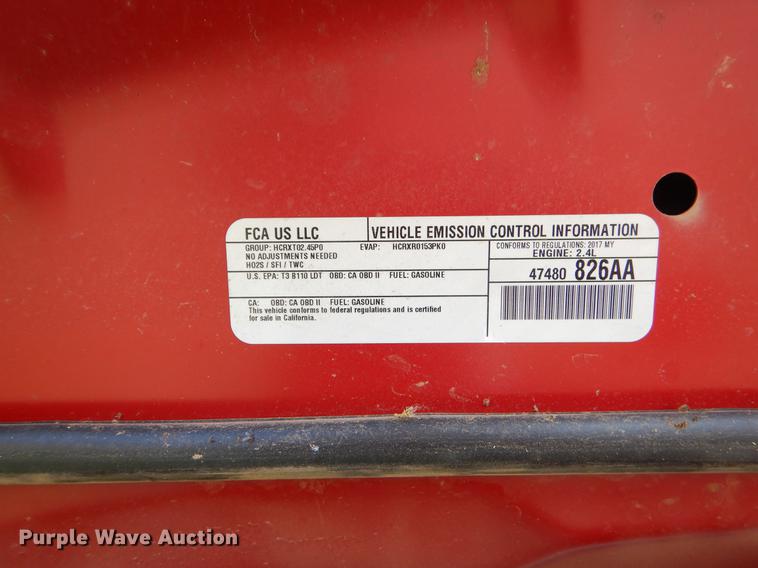 FCA US LLC
VEHICLE EMISSION CONTROL INFORMATION
GROUP: HCRXT02.45P0 EVAP: HCRXR0153PK0
NO ADJUSTMENTS NEEDED
HO2S / SFI / TWC
CONFORMS TO REGULATIONS: 2017 MY
ENGINE: 2.4L
U.S. EPA: T3 B110 LDT OBD: CA OBD II FUEL: GASOLINE
47480 826AA
CA: OBD: CA OBD II FUEL: GASOLINE
This vehicle conforms to federal regulations and is certified
for sale in California.
Purple Wave Auction